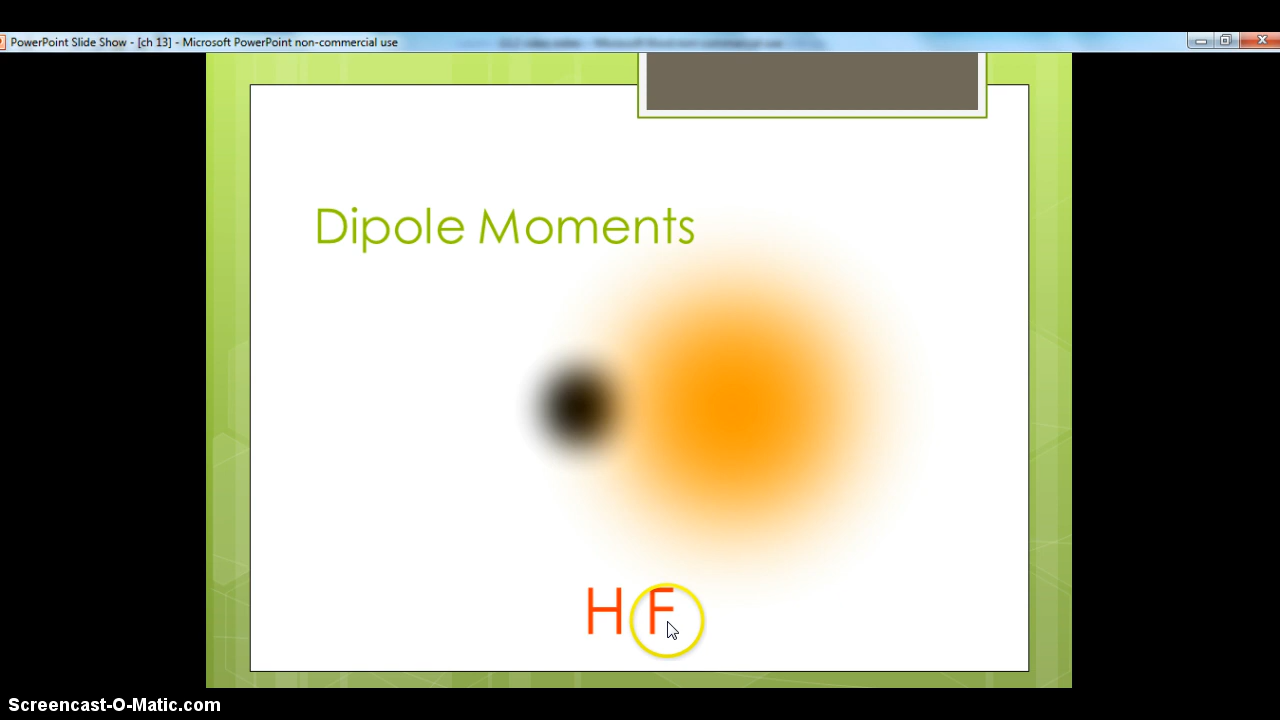 PowerPoint Slide Show - [ch 13] - Microsoft PowerPoint non-commercial use
Dipole Moments
H F
Screencast-O-Matic.com